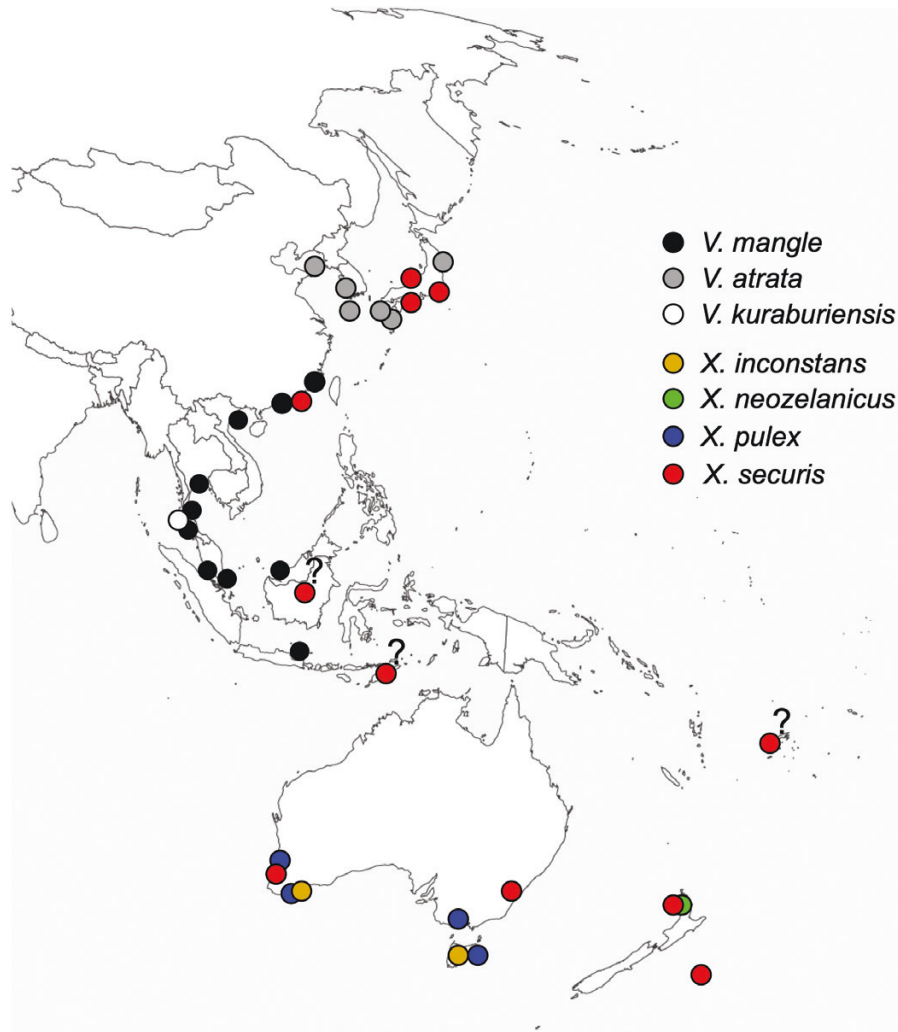 V. mangle
V. atrata
V. kuraburiensis
X. inconstans
X. neozelanicus
X. pulex
X. securis
?
?
?